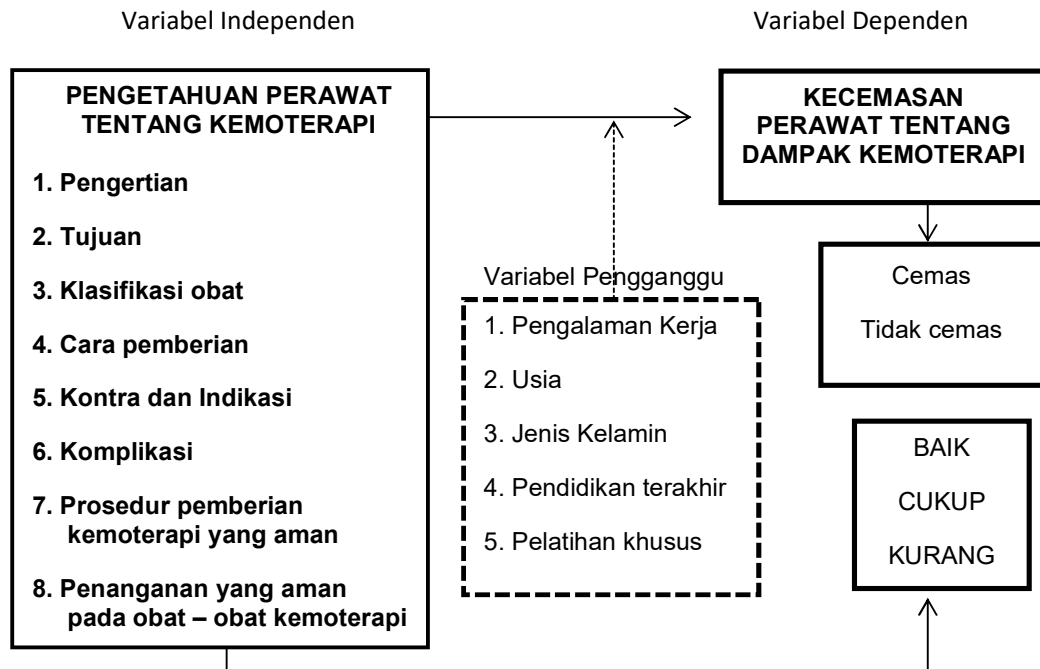 Variabel Independen
Variabel Dependen
PENGETAHUAN PERAWAT
TENTANG KEMOTERAPI
1. Pengertian
2. Tujuan
3. Klasifikasi obat
4. Cara pemberian
5. Kontra dan Indikasi
6. Komplikasi
7. Prosedur pemberian
kemoterapi yang aman
8. Penanganan yang aman
pada obat – obat kemoterapi
KECEMASAN
PERAWAT TENTANG
DAMPAK KEMOTERAPI
Variabel Pengganggu
1. Pengalaman Kerja
2. Usia
3. Jenis Kelamin
4. Pendidikan terakhir
5. Pelatihan khusus
Cemas
Tidak cemas
BAIK
CUKUP
KURANG